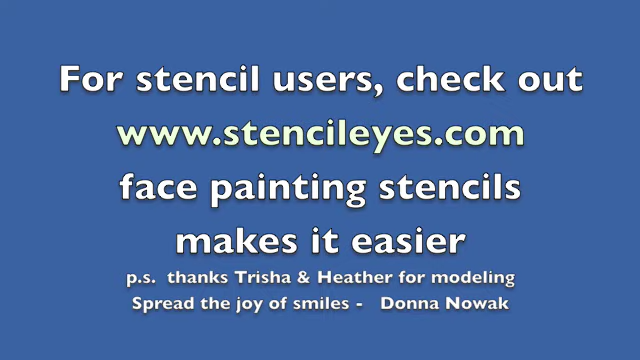 For stencil users, check out
www.stencileyes.com
face painting stencils
makes it easier
p.s. thanks Trisha & Heather for modeling
Spread the joy of smiles - Donna Nowak